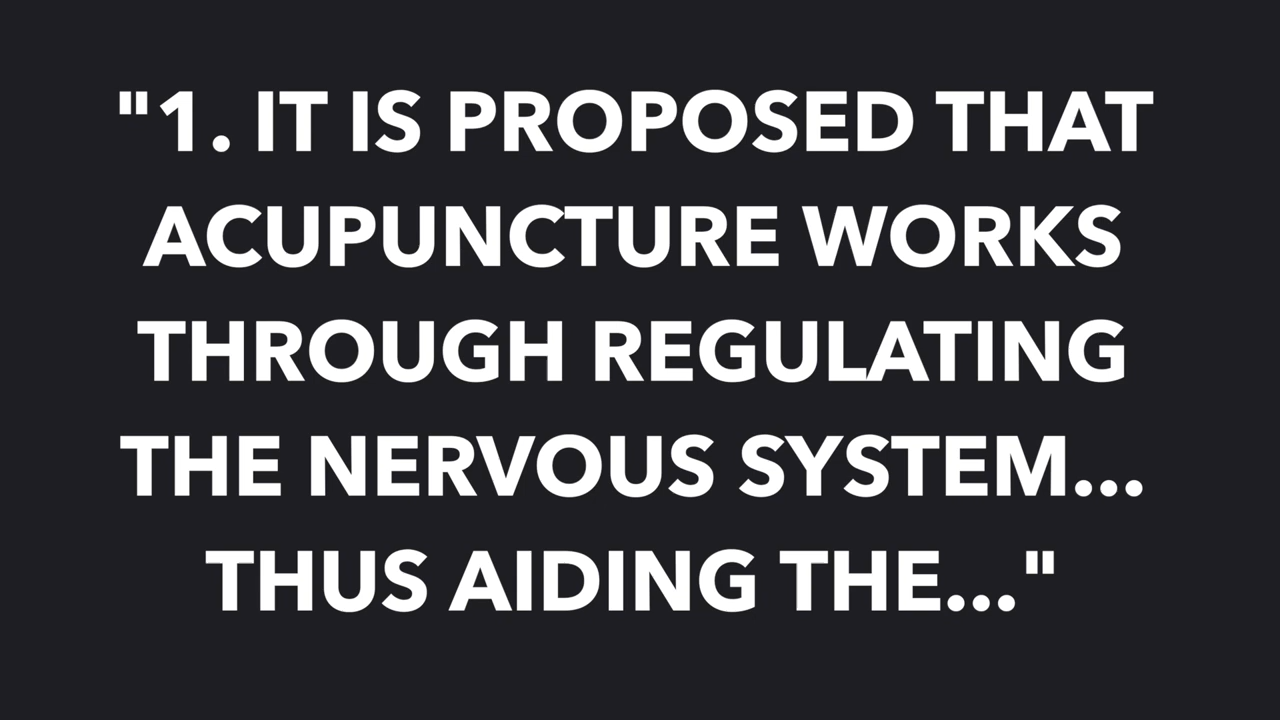 "1. IT IS PROPOSED THAT
ACUPUNCTURE WORKS
THROUGH REGULATING
THE NERVOUS SYSTEM...
THUS AIDING THE..."